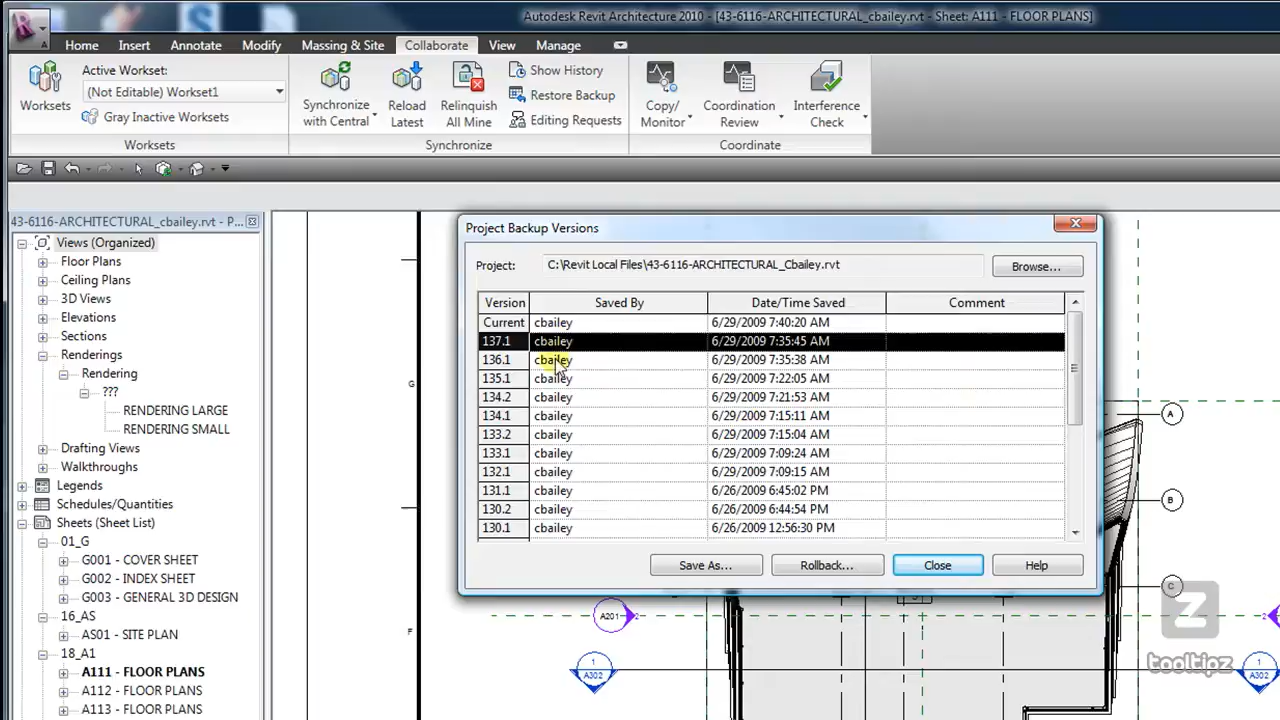 Autodesk Revit Architecture 2010 - [43-6116-ARCHITECTURAL_cbailey.rvt - Sheet: A111 - FLOOR PLANS]
Home Insert Annotate Modify Massing & Site Collaborate View Manage
Active Workset:
(Not Editable) Workset1
Gray Inactive Worksets
Worksets
Synchronize
with Central
Reload
Latest
Relinquish
All Mine
Show History
Restore Backup
Editing Requests
Copy/
Monitor
Coordination
Review
Interference
Check
Worksets Synchronize Coordinate
43-6116-ARCHITECTURAL_cbailey.rvt - P...
Views (Organized)
Floor Plans
Ceiling Plans
3D Views
Elevations
Sections
Renderings
Rendering
???
RENDERING LARGE
RENDERING SMALL
Drafting Views
Walkthroughs
Legends
Schedules/Quantities
Sheets (Sheet List)
01_G
G001 - COVER SHEET
G002 - INDEX SHEET
G003 - GENERAL 3D DESIGN
16_AS
AS01 - SITE PLAN
18_A1
A111 - FLOOR PLANS
A112 - FLOOR PLANS
A113 - FLOOR PLANS
Project Backup Versions
Project: C:\Revit Local Files\43-6116-ARCHITECTURAL_Cbailey.rvt Browse...
Version Saved By Date/Time Saved Comment
Current cbailey 6/29/2009 7:40:20 AM
137.1 cbailey 6/29/2009 7:35:45 AM
136.1 cbailey 6/29/2009 7:35:38 AM
135.1 cbailey 6/29/2009 7:22:05 AM
134.2 cbailey 6/29/2009 7:21:53 AM
134.1 cbailey 6/29/2009 7:15:11 AM
133.2 cbailey 6/29/2009 7:15:04 AM
133.1 cbailey 6/29/2009 7:09:24 AM
132.1 cbailey 6/29/2009 7:09:15 AM
131.1 cbailey 6/26/2009 6:45:02 PM
130.2 cbailey 6/26/2009 6:44:54 PM
130.1 cbailey 6/26/2009 12:56:30 PM
Save As... Rollback... Close Help
G
F
A
B
C
A201 2
2
1
A302
1
A302
Z
tooltipz